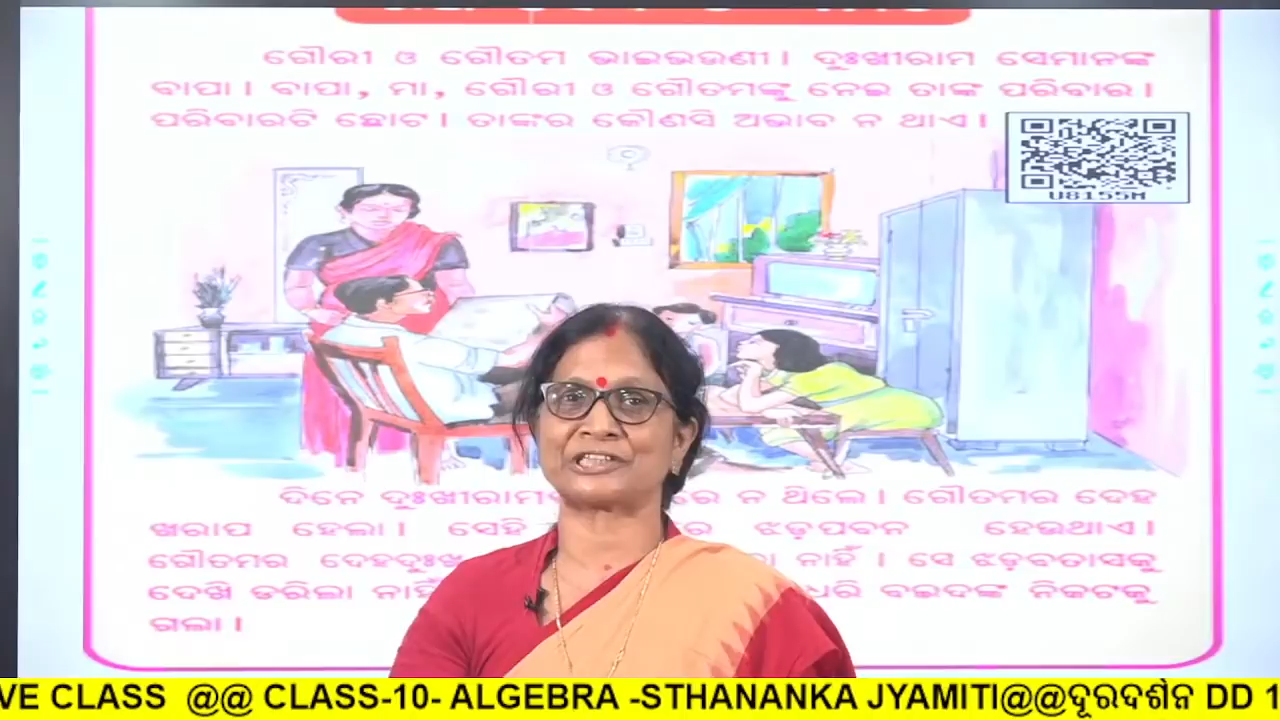 ଗୌରୀ ଓ ଗୌତମ ଭାଇଭଉଣୀ। ଦୁଃଖୀରାମ ସେମାନଙ୍କ
ବାପା। ବାପା, ମା, ଗୌରୀ ଓ ଗୌତମଙ୍କୁ ନେଇ ତାଙ୍କ ପରିବାର।
ପରିବାରଟି ଛୋଟ। ତାଙ୍କର କୌଣସି ଅଭାବ ନ ଥାଏ।
U8155H
ଦିନେ ଦୁଃଖୀରାମ ରେ ନ ଥିଲେ। ଗୌତମର ଦେହ
ଖରାପ ହେଲା। ସେହି ର ଝଡ଼ପବନ ହେଉଥାଏ।
ଗୌତମର ଦେହଦୁଃଖ ନାହିଁ। ସେ ଝଡ଼ବତାସକୁ
ଦେଖି ଡରିଲା ନାହିଁ ଧରି ବଇଦଙ୍କ ନିକଟକୁ
ଗଲା।
VE CLASS @@ CLASS-10- ALGEBRA -STHANANKA JYAMITI@@ଦୂରଦର୍ଶନ DD 1